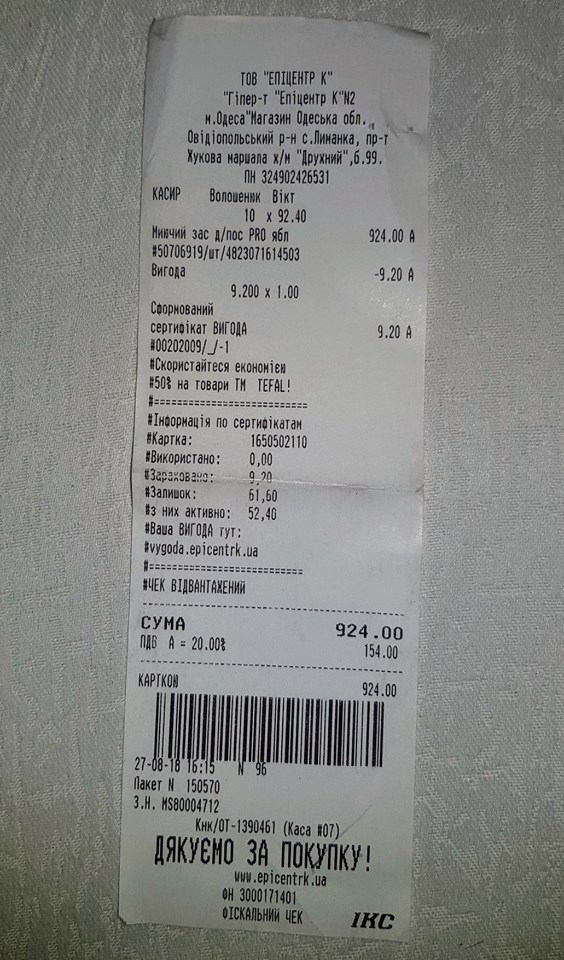 ТОВ "ЕПІЦЕНТР К"
"Гіпер-т "Епіцентр К"N2
м.Одеса"Магазин Одеська обл.,
Овідіопольський р-н с.Лиманка, пр-т
Жукова маршала х/м "Дружний",б.99.
ПН 324902426531
КАСИР Волошенюк Вікт
10 x 92.40
Миючий зас д/пос PRO ябл 924.00 А
#50706919/шт/4823071614503
Вигода -9.20 А
9.200 x 1.00
Сформований
сертифікат ВИГОДА 9.20 А
#00202009/_/-1
#Скористайтеся економією
#50% на товари ТМ TEFAL!
#==========================
#Інформація по сертифікатам
#Картка: 1650502110
#Використано: 0,00
#Зараховано: 9,20
#Залишок: 61,60
#з них активно: 52,40
#Ваша ВИГОДА тут:
#vygoda.epicentrk.ua
#==========================
#ЧЕК ВІДВАНТАЖЕНИЙ
СУМА 924.00
ПДВ А = 20.00% 154.00
КАРТКОЮ 924.00
27-08-18 16:15 N 96
Пакет N 150570
З.Н. MS80004712
Кнк/ОТ-1390461 (Каса #07)
ДЯКУЄМО ЗА ПОКУПКУ!
www.epicentrk.ua
ФН 3000171401
ФІСКАЛЬНИЙ ЧЕК IKC